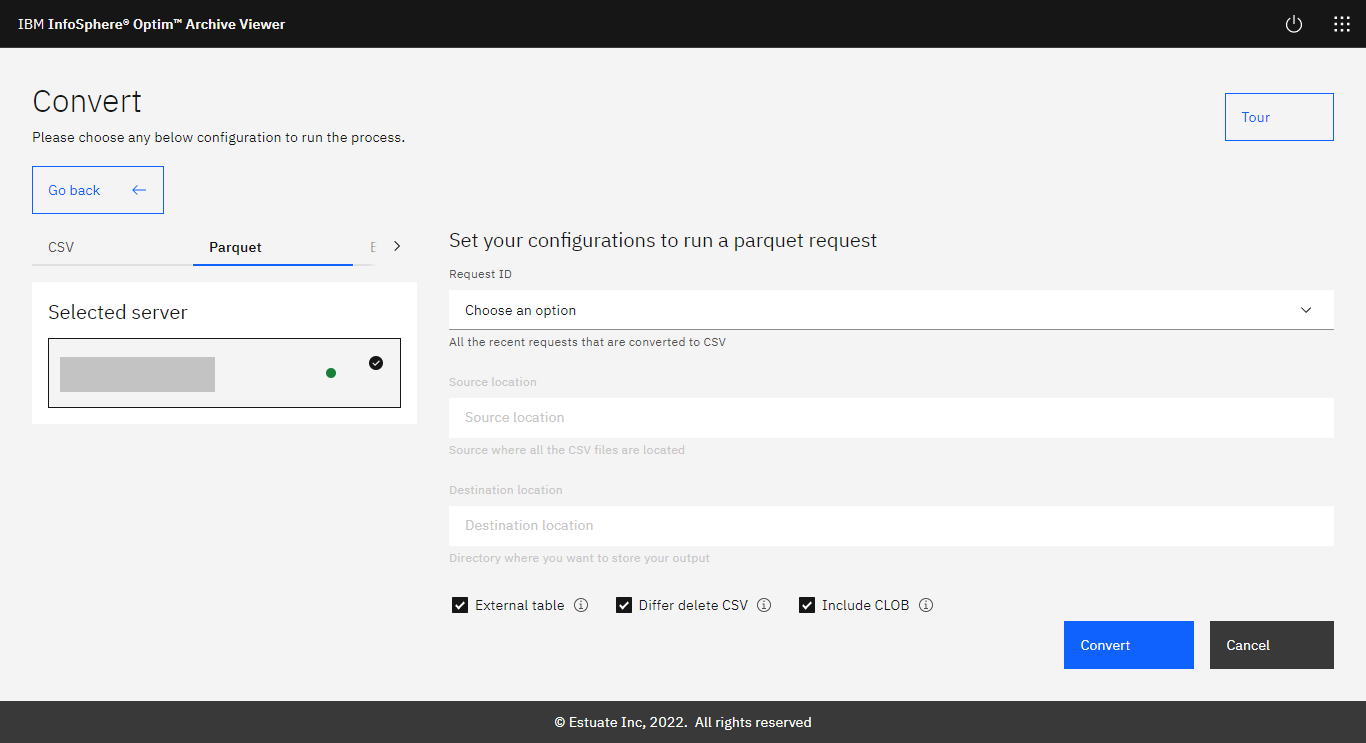 IBM InfoSphere® Optim™ Archive Viewer
Convert
Please choose any below configuration to run the process.
Tour
Go back
CSV
Parquet
Selected server
Set your configurations to run a parquet request
Request ID
Choose an option
All the recent requests that are converted to CSV
Source location
Source location
Source where all the CSV files are located
Destination location
Destination location
Directory where you want to store your output
External table
Differ delete CSV
Include CLOB
Convert
Cancel
© Estuate Inc, 2022. All rights reserved